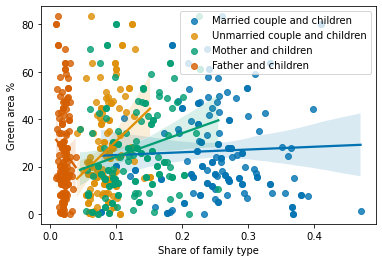 Married couple and children
Unmarried couple and children
Mother and children
Father and children
Green area %
80
60
40
20
0
0.0 0.1 0.2 0.3 0.4
Share of family type